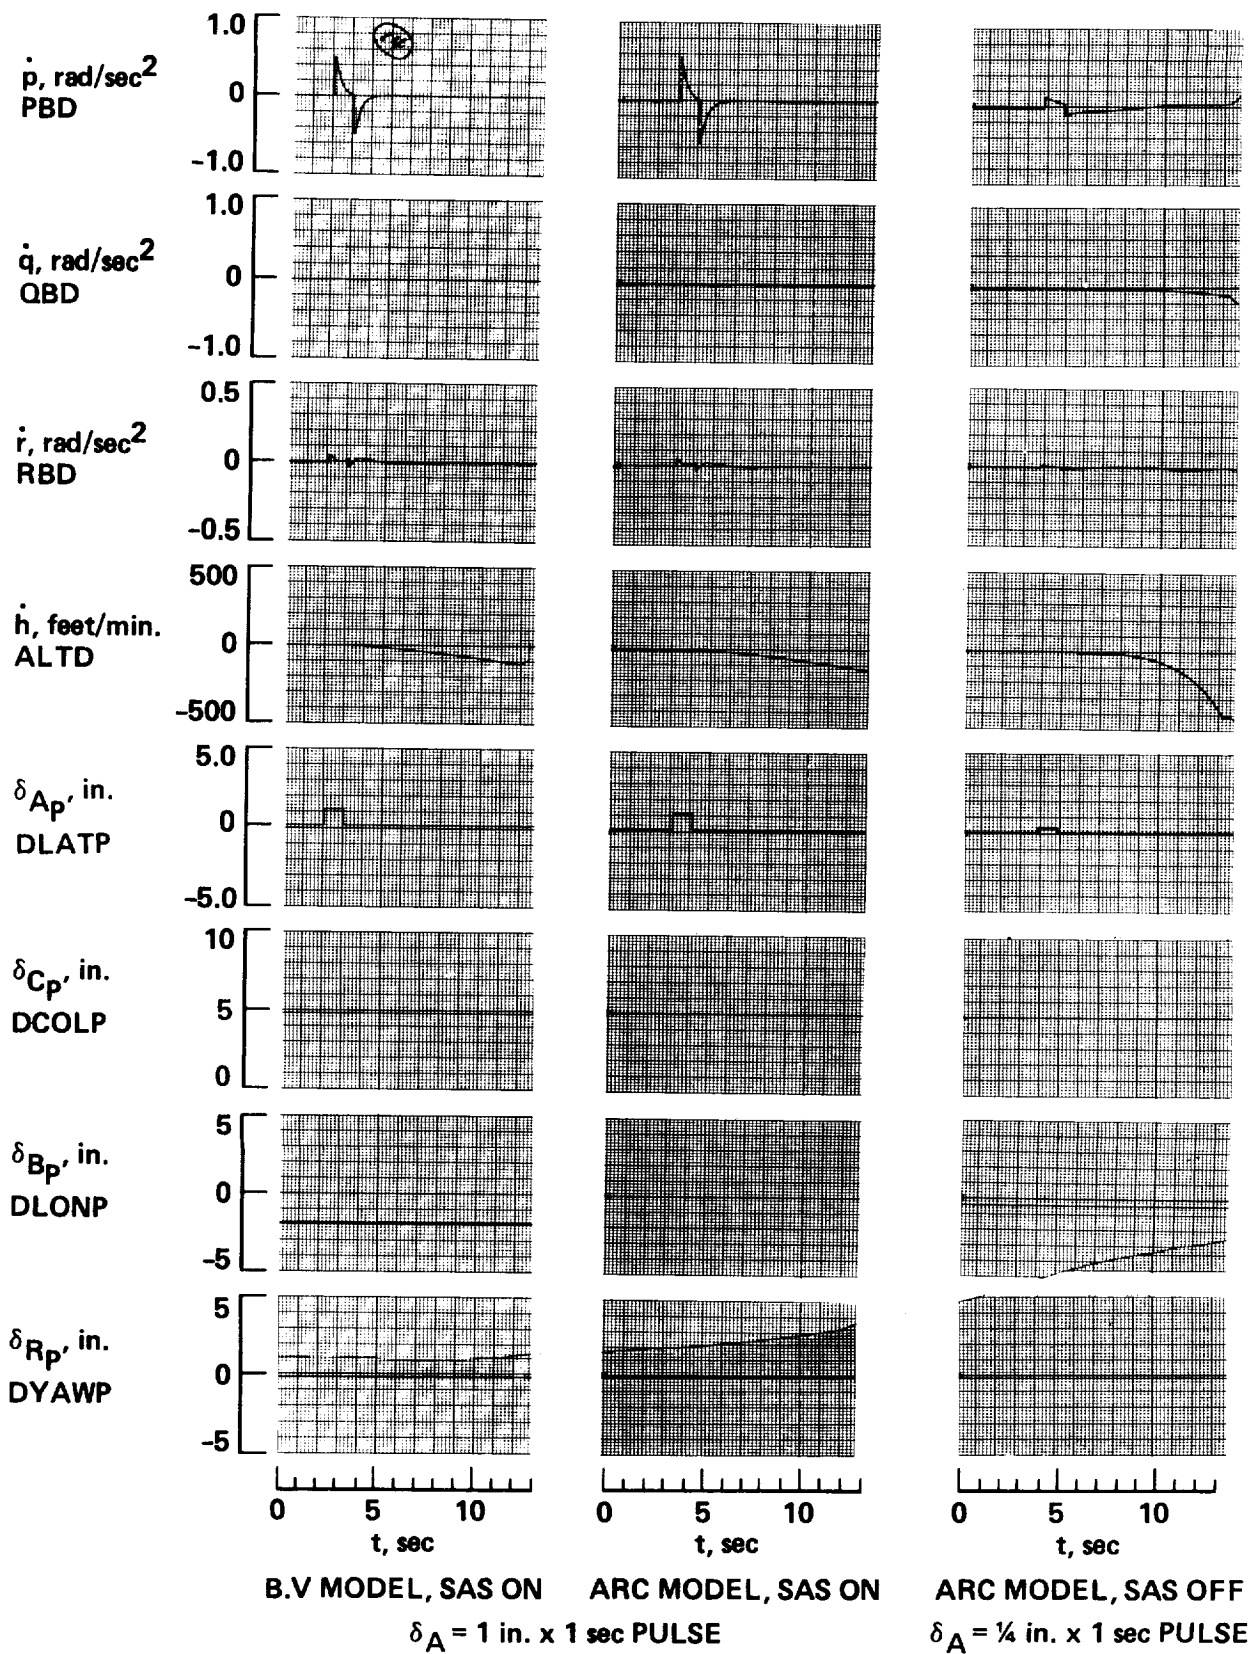 1.0
ṗ, rad/sec²
PBD
0
-1.0
1.0
q̇, rad/sec²
QBD
0
-1.0
0.5
ṙ, rad/sec²
RBD
0
-0.5
500
ḣ, feet/min.
ALTD
0
-500
5.0
δAp, in.
DLATP
0
-5.0
10
δCp, in.
DCOLP
5
0
5
δBp, in.
DLONP
0
-5
5
δRp, in.
DYAWP
0
-5
0 5 10 0 5 10 0 5 10
t, sec t, sec t, sec
B.V MODEL, SAS ON ARC MODEL, SAS ON ARC MODEL, SAS OFF
δA = 1 in. x 1 sec PULSE δA = ¼ in. x 1 sec PULSE